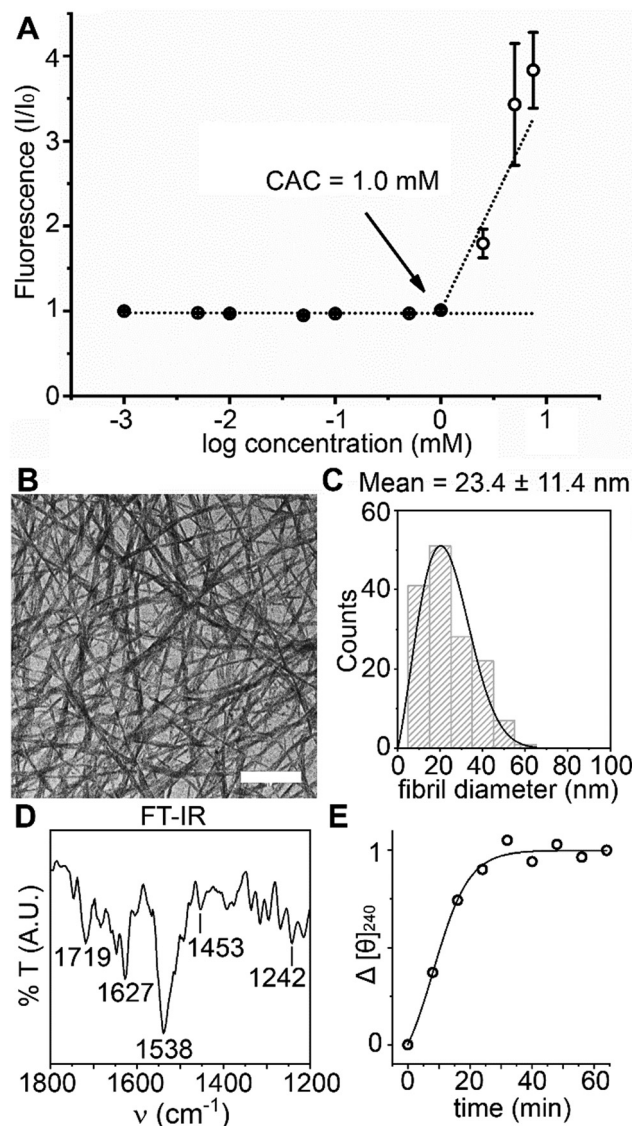 A
Fluorescence (I/I₀)
4
3
2
1
0
CAC = 1.0 mM
-3
-2
-1
0
1
log concentration (mM)
B
C
Mean = 23.4 ± 11.4 nm
Counts
60
40
20
0
0
20
40
60
80
100
fibril diameter (nm)
D
FT-IR
% T (A.U.)
1719
1627
1538
1453
1242
1800
1600
1400
1200
ν (cm⁻¹)
E
Δ [θ]₂₄₀
1
0
0
20
40
60
time (min)